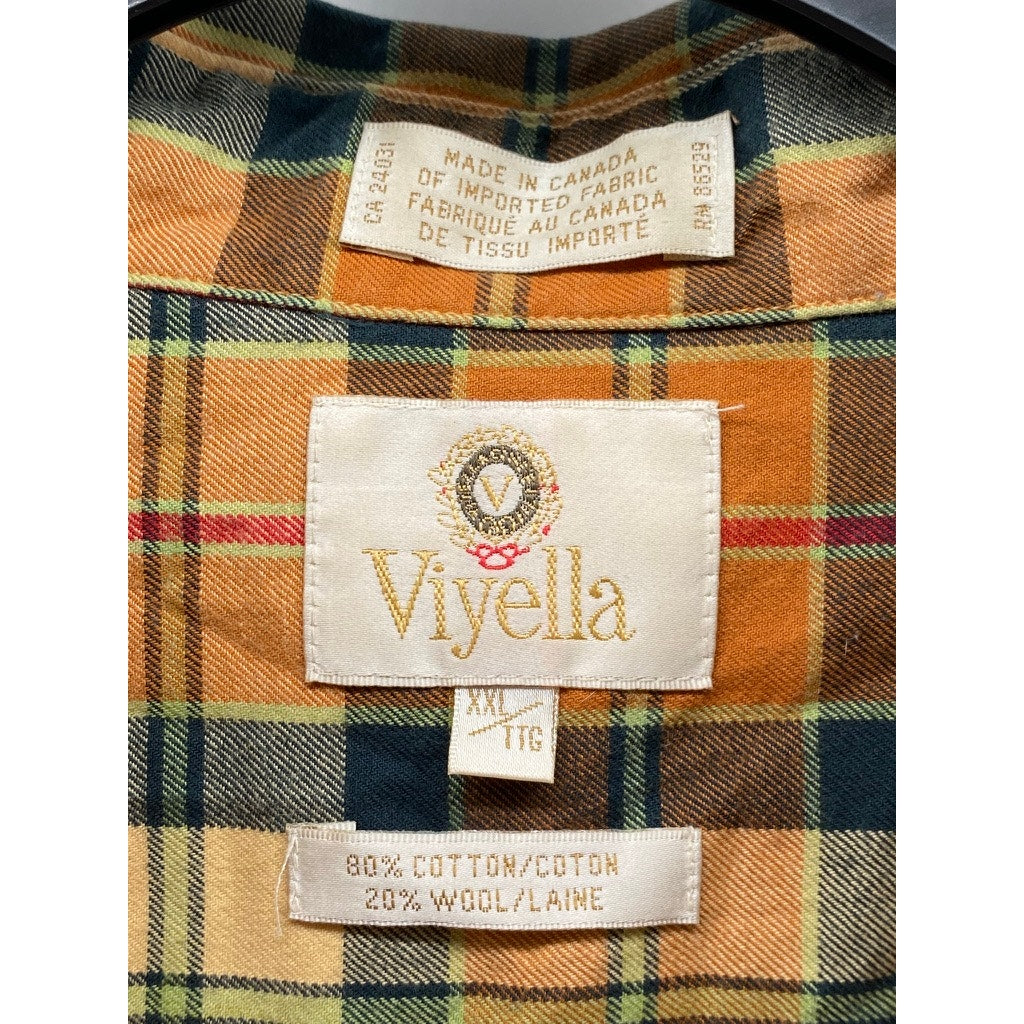 CA 24031
MADE IN CANADA
OF IMPORTED FABRIC
FABRIQUÉ AU CANADA
DE TISSU IMPORTÉ
RN 86529
V
Viyella
XXL/TTG
80% COTTON/COTON
20% WOOL/LAINE